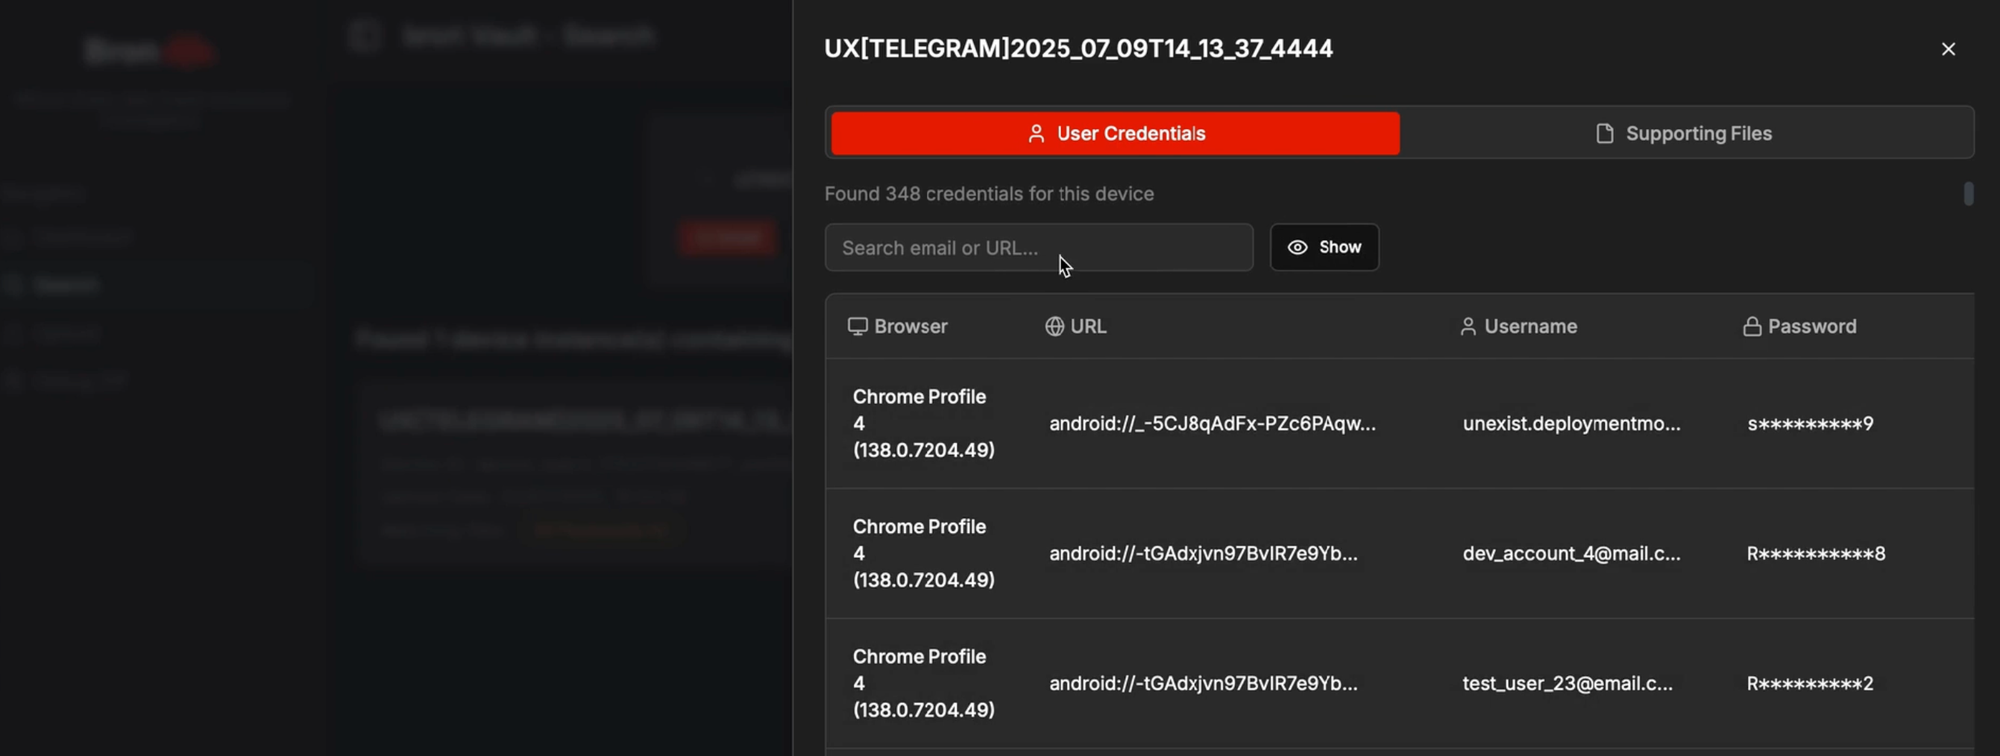 UX[TELEGRAM]2025_07_09T14_13_37_4444
User Credentials
Supporting Files
Found 348 credentials for this device
Search email or URL...
Show
Browser URL Username Password
Chrome Profile
4
(138.0.7204.49)
android://_-5CJ8qAdFx-PZc6PAqw...
unexist.deploymentmo...
s*********9
Chrome Profile
4
(138.0.7204.49)
android://-tGAdxjvn97BvIR7e9Yb...
dev_account_4@mail.c...
R**********8
Chrome Profile
4
(138.0.7204.49)
android://-tGAdxjvn97BvIR7e9Yb...
test_user_23@email.c...
R*********2
Search